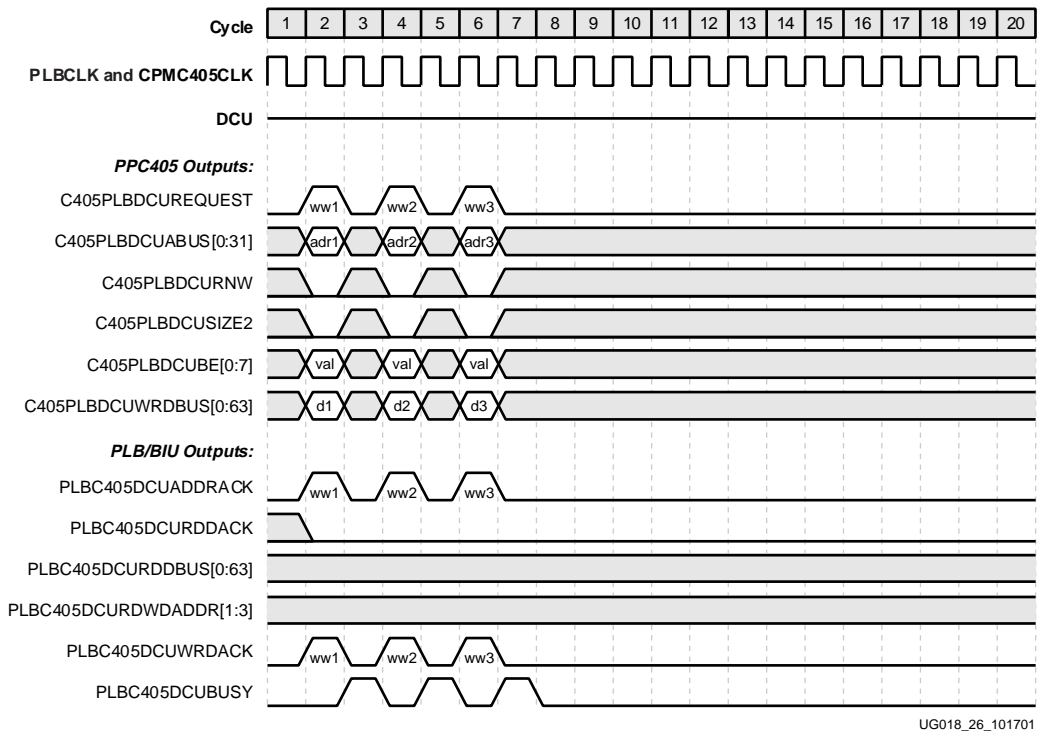 Cycle 1 2 3 4 5 6 7 8 9 10 11 12 13 14 15 16 17 18 19 20
PLBCLK and CPMC405CLK
DCU
PPC405 Outputs:
C405PLBDCUREQUEST ww1 ww2 ww3
C405PLBDCUABUS[0:31] adr1 adr2 adr3
C405PLBDCURNW
C405PLBDCUSIZE2
C405PLBDCUBE[0:7] val val val
C405PLBDCUWRDBUS[0:63] d1 d2 d3
PLB/BIU Outputs:
PLBC405DCUADDRACK ww1 ww2 ww3
PLBC405DCURDDACK
PLBC405DCURDDBUS[0:63]
PLBC405DCURDWDADDR[1:3]
PLBC405DCUWRDACK ww1 ww2 ww3
PLBC405DCUBUSY
UG018_26_101701